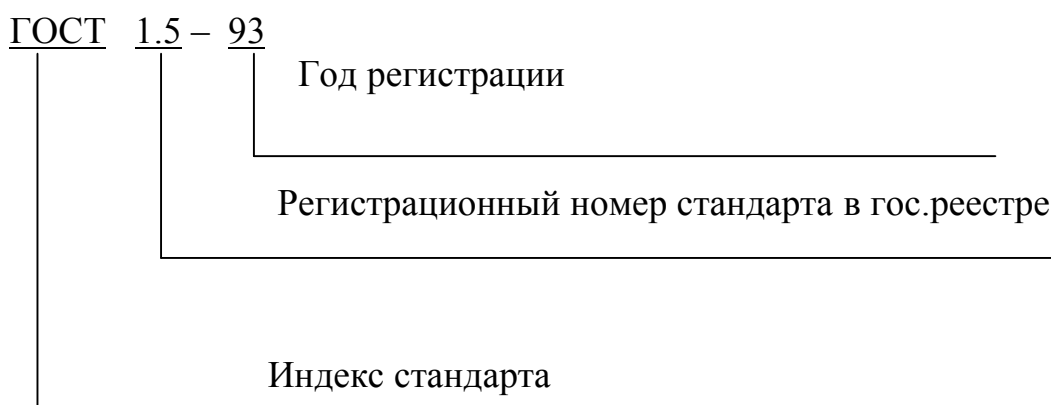 ГОСТ 1.5 – 93
Год регистрации
Регистрационный номер стандарта в гос.реестре
Индекс стандарта